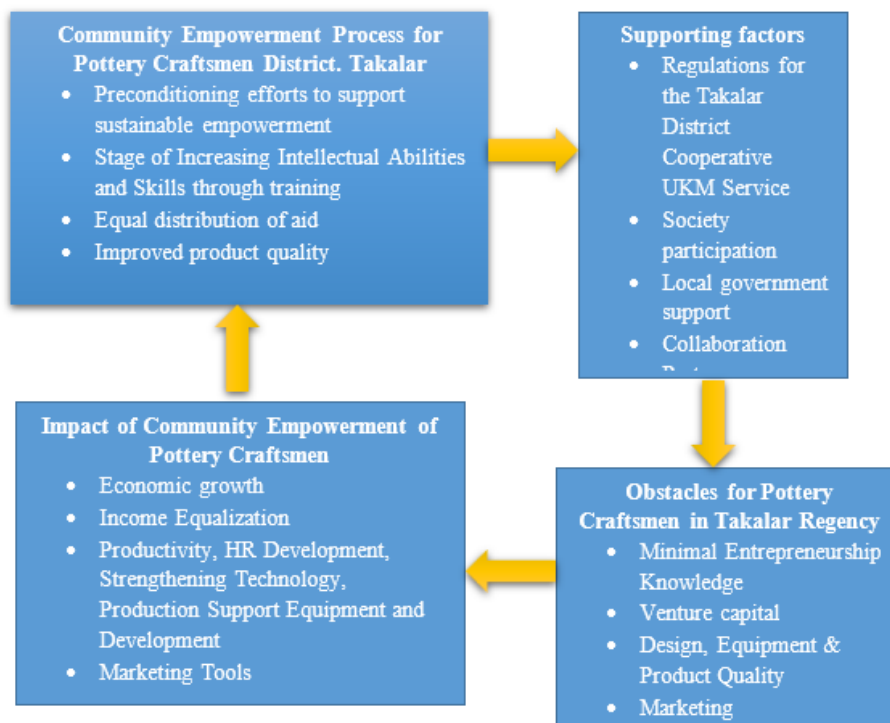 Community Empowerment Process for
Pottery Craftsmen District. Takalar
• Preconditioning efforts to support
sustainable empowerment
• Stage of Increasing Intellectual Abilities
and Skills through training
• Equal distribution of aid
• Improved product quality
Supporting factors
• Regulations for
the Takalar
District
Cooperative
UKM Service
• Society
participation
• Local government
support
• Collaboration
Obstacles for Pottery
Craftsmen in Takalar Regency
• Minimal Entrepreneurship
Knowledge
• Venture capital
• Design, Equipment &
Product Quality
• Marketing
Impact of Community Empowerment of
Pottery Craftsmen
• Economic growth
• Income Equalization
• Productivity, HR Development,
Strengthening Technology,
Production Support Equipment and
Development
• Marketing Tools